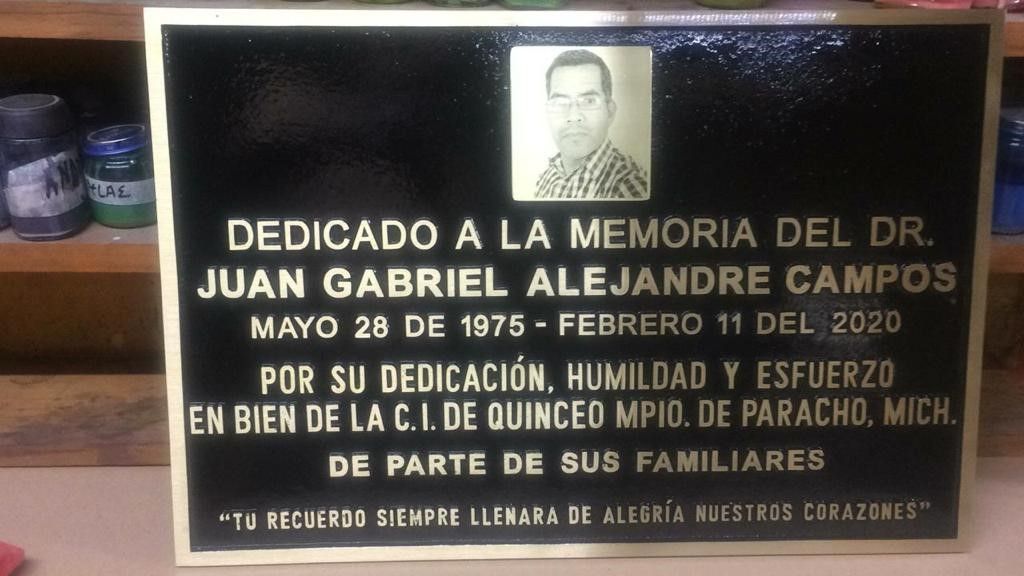 DEDICADO A LA MEMORIA DEL DR.
JUAN GABRIEL ALEJANDRE CAMPOS
MAYO 28 DE 1975 - FEBRERO 11 DEL 2020
POR SU DEDICACIÓN, HUMILDAD Y ESFUERZO
EN BIEN DE LA C.I. DE QUINCEO MPIO. DE PARACHO, MICH.
DE PARTE DE SUS FAMILIARES
"TU RECUERDO SIEMPRE LLENARA DE ALEGRÍA NUESTROS CORAZONES"